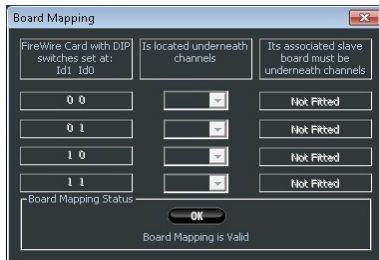 Board Mapping
FireWire Card with DIP
switches set at:
Id1 Id0
Is located underneath
channels
Its associated slave
board must be
underneath channels
0 0
Not Fitted
0 1
Not Fitted
1 0
Not Fitted
1 1
Not Fitted
Board Mapping Status
OK
Board Mapping is Valid